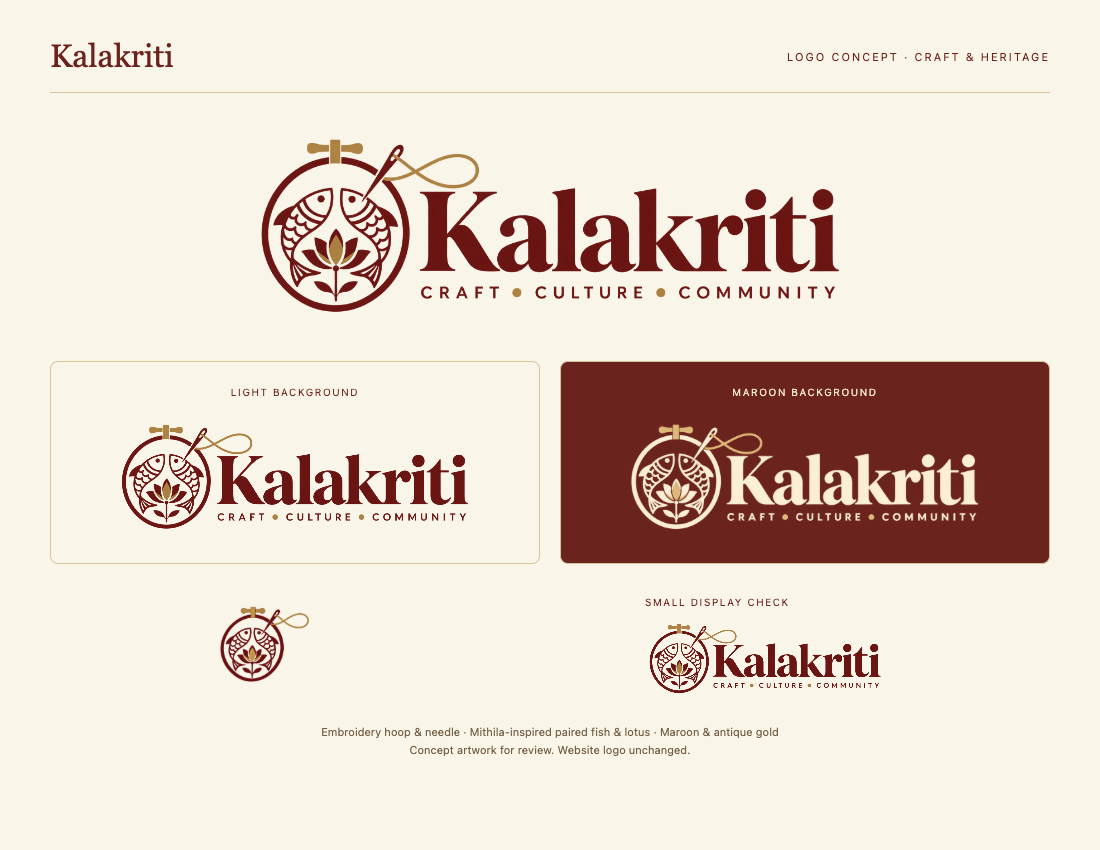 Kalakriti
LOGO CONCEPT · CRAFT & HERITAGE
Kalakriti
CRAFT • CULTURE • COMMUNITY
LIGHT BACKGROUND
Kalakriti
CRAFT • CULTURE • COMMUNITY
MAROON BACKGROUND
Kalakriti
CRAFT • CULTURE • COMMUNITY
SMALL DISPLAY CHECK
Kalakriti
CRAFT • CULTURE • COMMUNITY
Embroidery hoop & needle · Mithila-inspired paired fish & lotus · Maroon & antique gold
Concept artwork for review. Website logo unchanged.